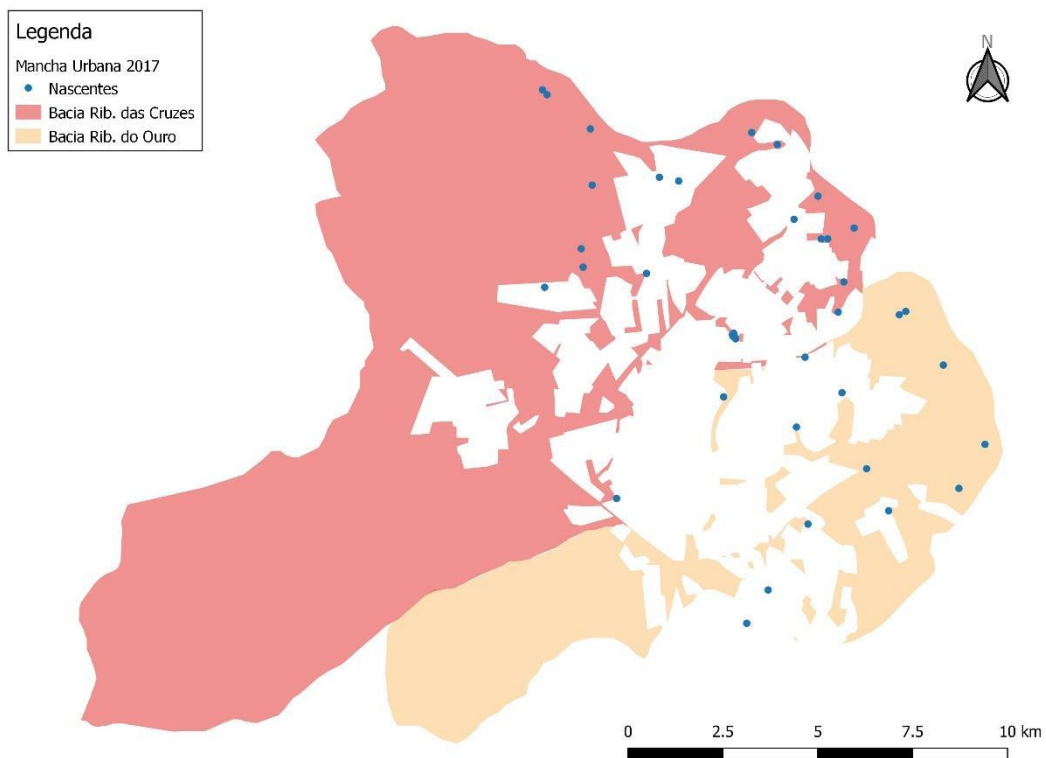 Legenda
Mancha Urbana 2017
Nascentes
Bacia Rib. das Cruzes
Bacia Rib. do Ouro
N
0 2.5 5 7.5 10 km